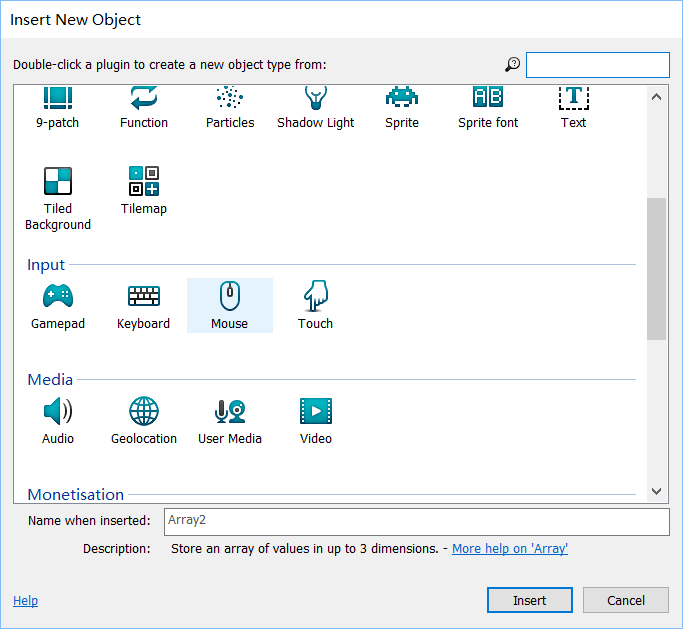 Insert New Object
Double-click a plugin to create a new object type from:
9-patch Function Particles Shadow Light Sprite Sprite font Text
Tiled Background Tilemap
Input
Gamepad Keyboard Mouse Touch
Media
Audio Geolocation User Media Video
Monetisation
Name when inserted: Array2
Description: Store an array of values in up to 3 dimensions. - More help on 'Array'
Help Insert Cancel